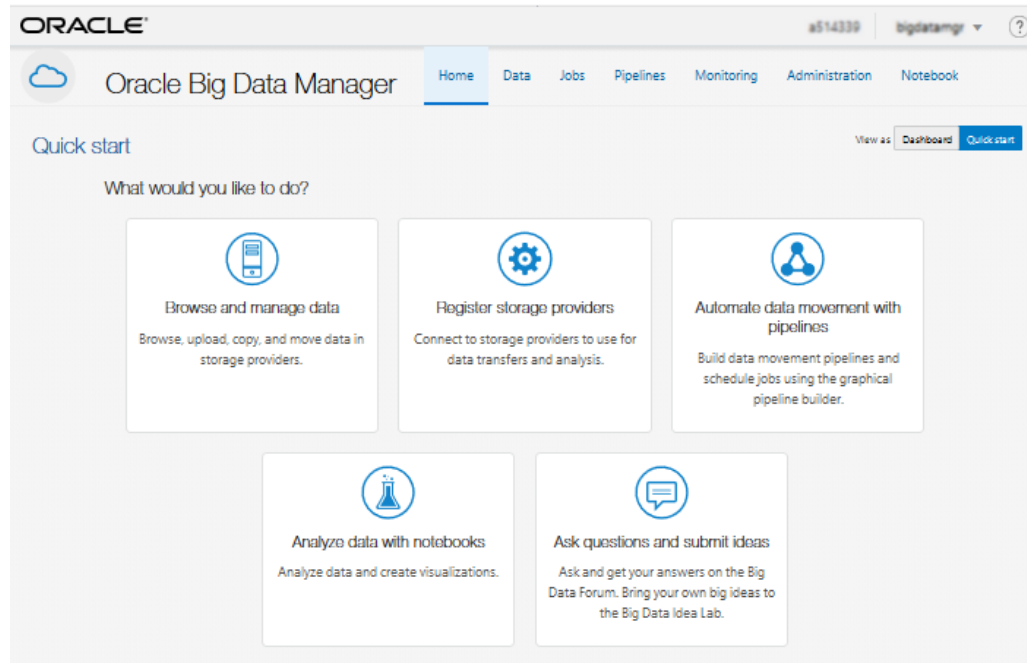 ORACLE
a514339
bigdatamgr
?
Oracle Big Data Manager
Home
Data
Jobs
Pipelines
Monitoring
Administration
Notebook
Quick start
View as
Dashboard
Quick start
What would you like to do?
Browse and manage data
Browse, upload, copy, and move data in
storage providers.
Register storage providers
Connect to storage providers to use for
data transfers and analysis.
Automate data movement with
pipelines
Build data movement pipelines and
schedule jobs using the graphical
pipeline builder.
Analyze data with notebooks
Analyze data and create visualizations.
Ask questions and submit ideas
Ask and get your answers on the Big
Data Forum. Bring your own big ideas to
the Big Data Idea Lab.